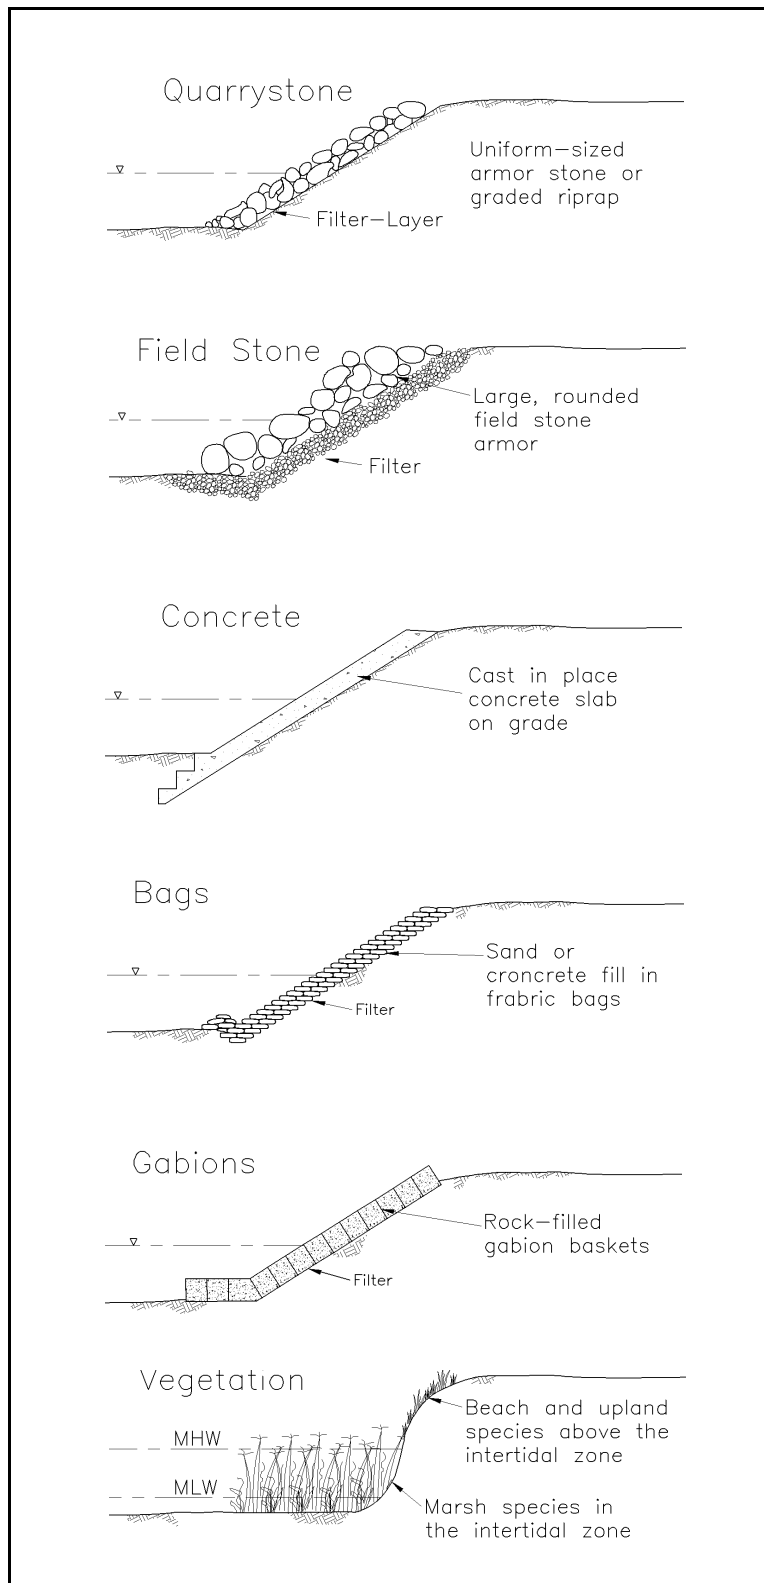 Quarrystone
Uniform-sized
armor stone or
graded riprap
Filter-Layer
Field Stone
Large, rounded
field stone
armor
Filter
Concrete
Cast in place
concrete slab
on grade
Bags
Sand or
croncrete fill in
frabric bags
Filter
Gabions
Rock-filled
gabion baskets
Filter
Vegetation
Beach and upland
species above the
intertidal zone
MHW
MLW
Marsh species in
the intertidal zone